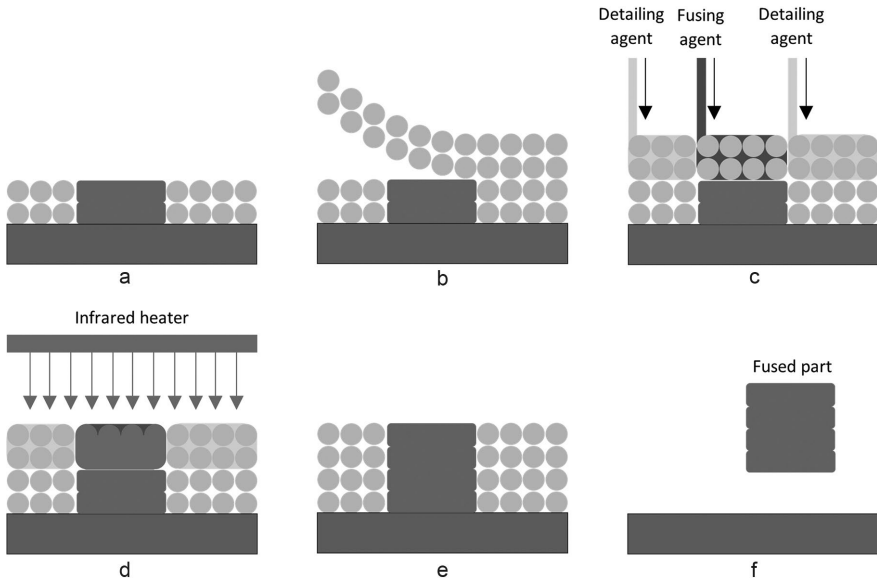 Detailing
agent
Fusing
agent
Detailing
agent
a
b
c
Infrared heater
Fused part
d
e
f